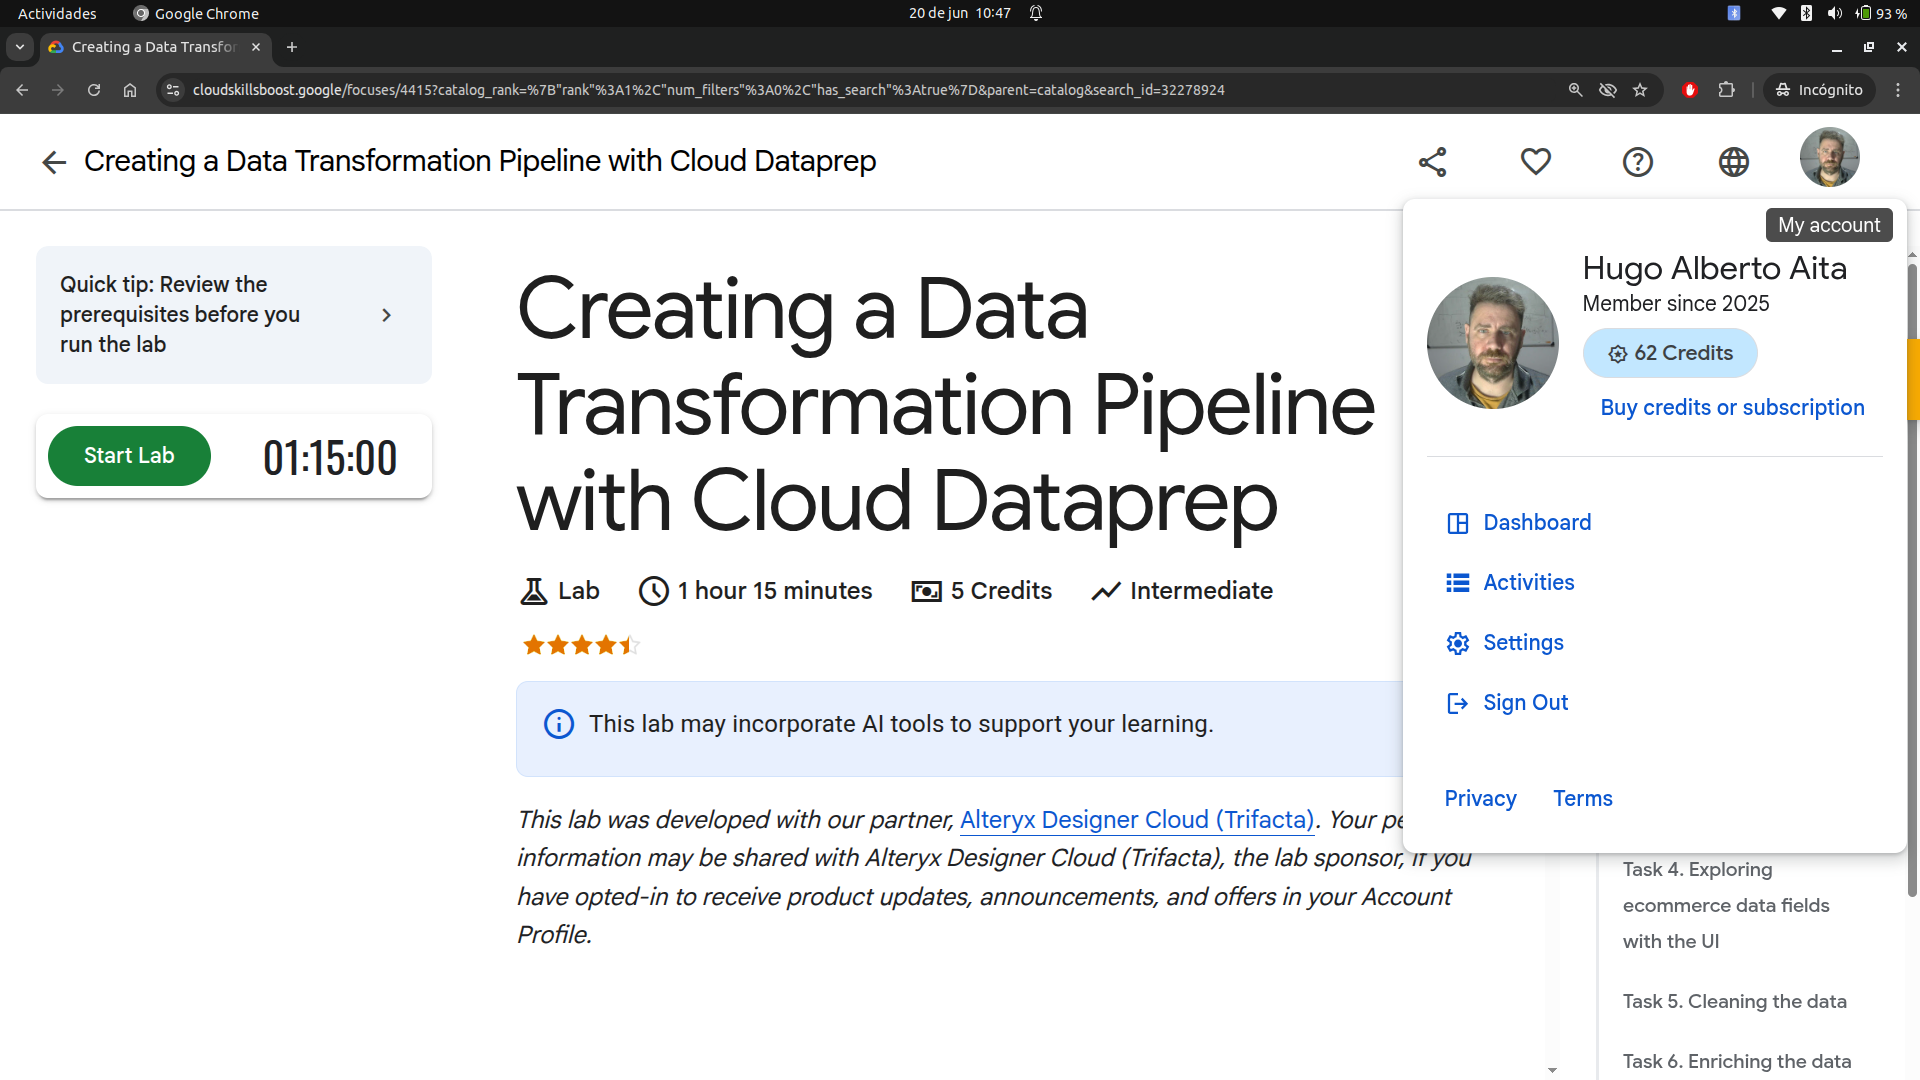 Actividades
Google Chrome
20 de jun 10:47
93 %
Creating a Data Transfor
cloudskillsboost.google/focuses/4415?catalog_rank=%7B"rank"%3A1%2C"num_filters"%3A0%2C"has_search"%3Atrue%7D&parent=catalog&search_id=32278924
Incógnito
Creating a Data Transformation Pipeline with Cloud Dataprep
Quick tip: Review the
prerequisites before you
run the lab
Start Lab
01:15:00
Creating a Data
Transformation Pipeline
with Cloud Dataprep
Lab
1 hour 15 minutes
5 Credits
Intermediate
This lab may incorporate AI tools to support your learning.
This lab was developed with our partner, Alteryx Designer Cloud (Trifacta). Your pe
information may be shared with Alteryx Designer Cloud (Trifacta), the lab sponsor, if you
have opted-in to receive product updates, announcements, and offers in your Account
Profile.
My account
Hugo Alberto Aita
Member since 2025
62 Credits
Buy credits or subscription
Dashboard
Activities
Settings
Sign Out
Privacy
Terms
Task 4. Exploring
ecommerce data fields
with the UI
Task 5. Cleaning the data
Task 6. Enriching the data